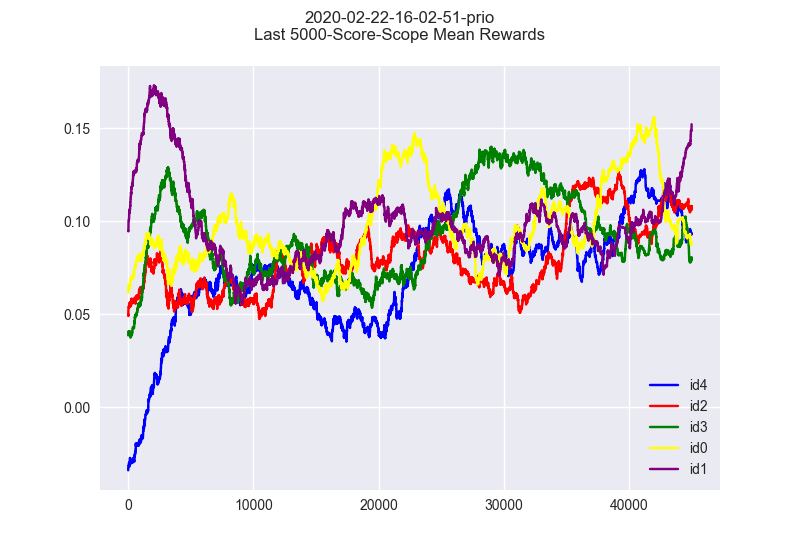 2020-02-22-16-02-51-prio
Last 5000-Score-Scope Mean Rewards
0.15
0.10
0.05
0.00
id4
id2
id3
id0
id1
0
10000
20000
30000
40000